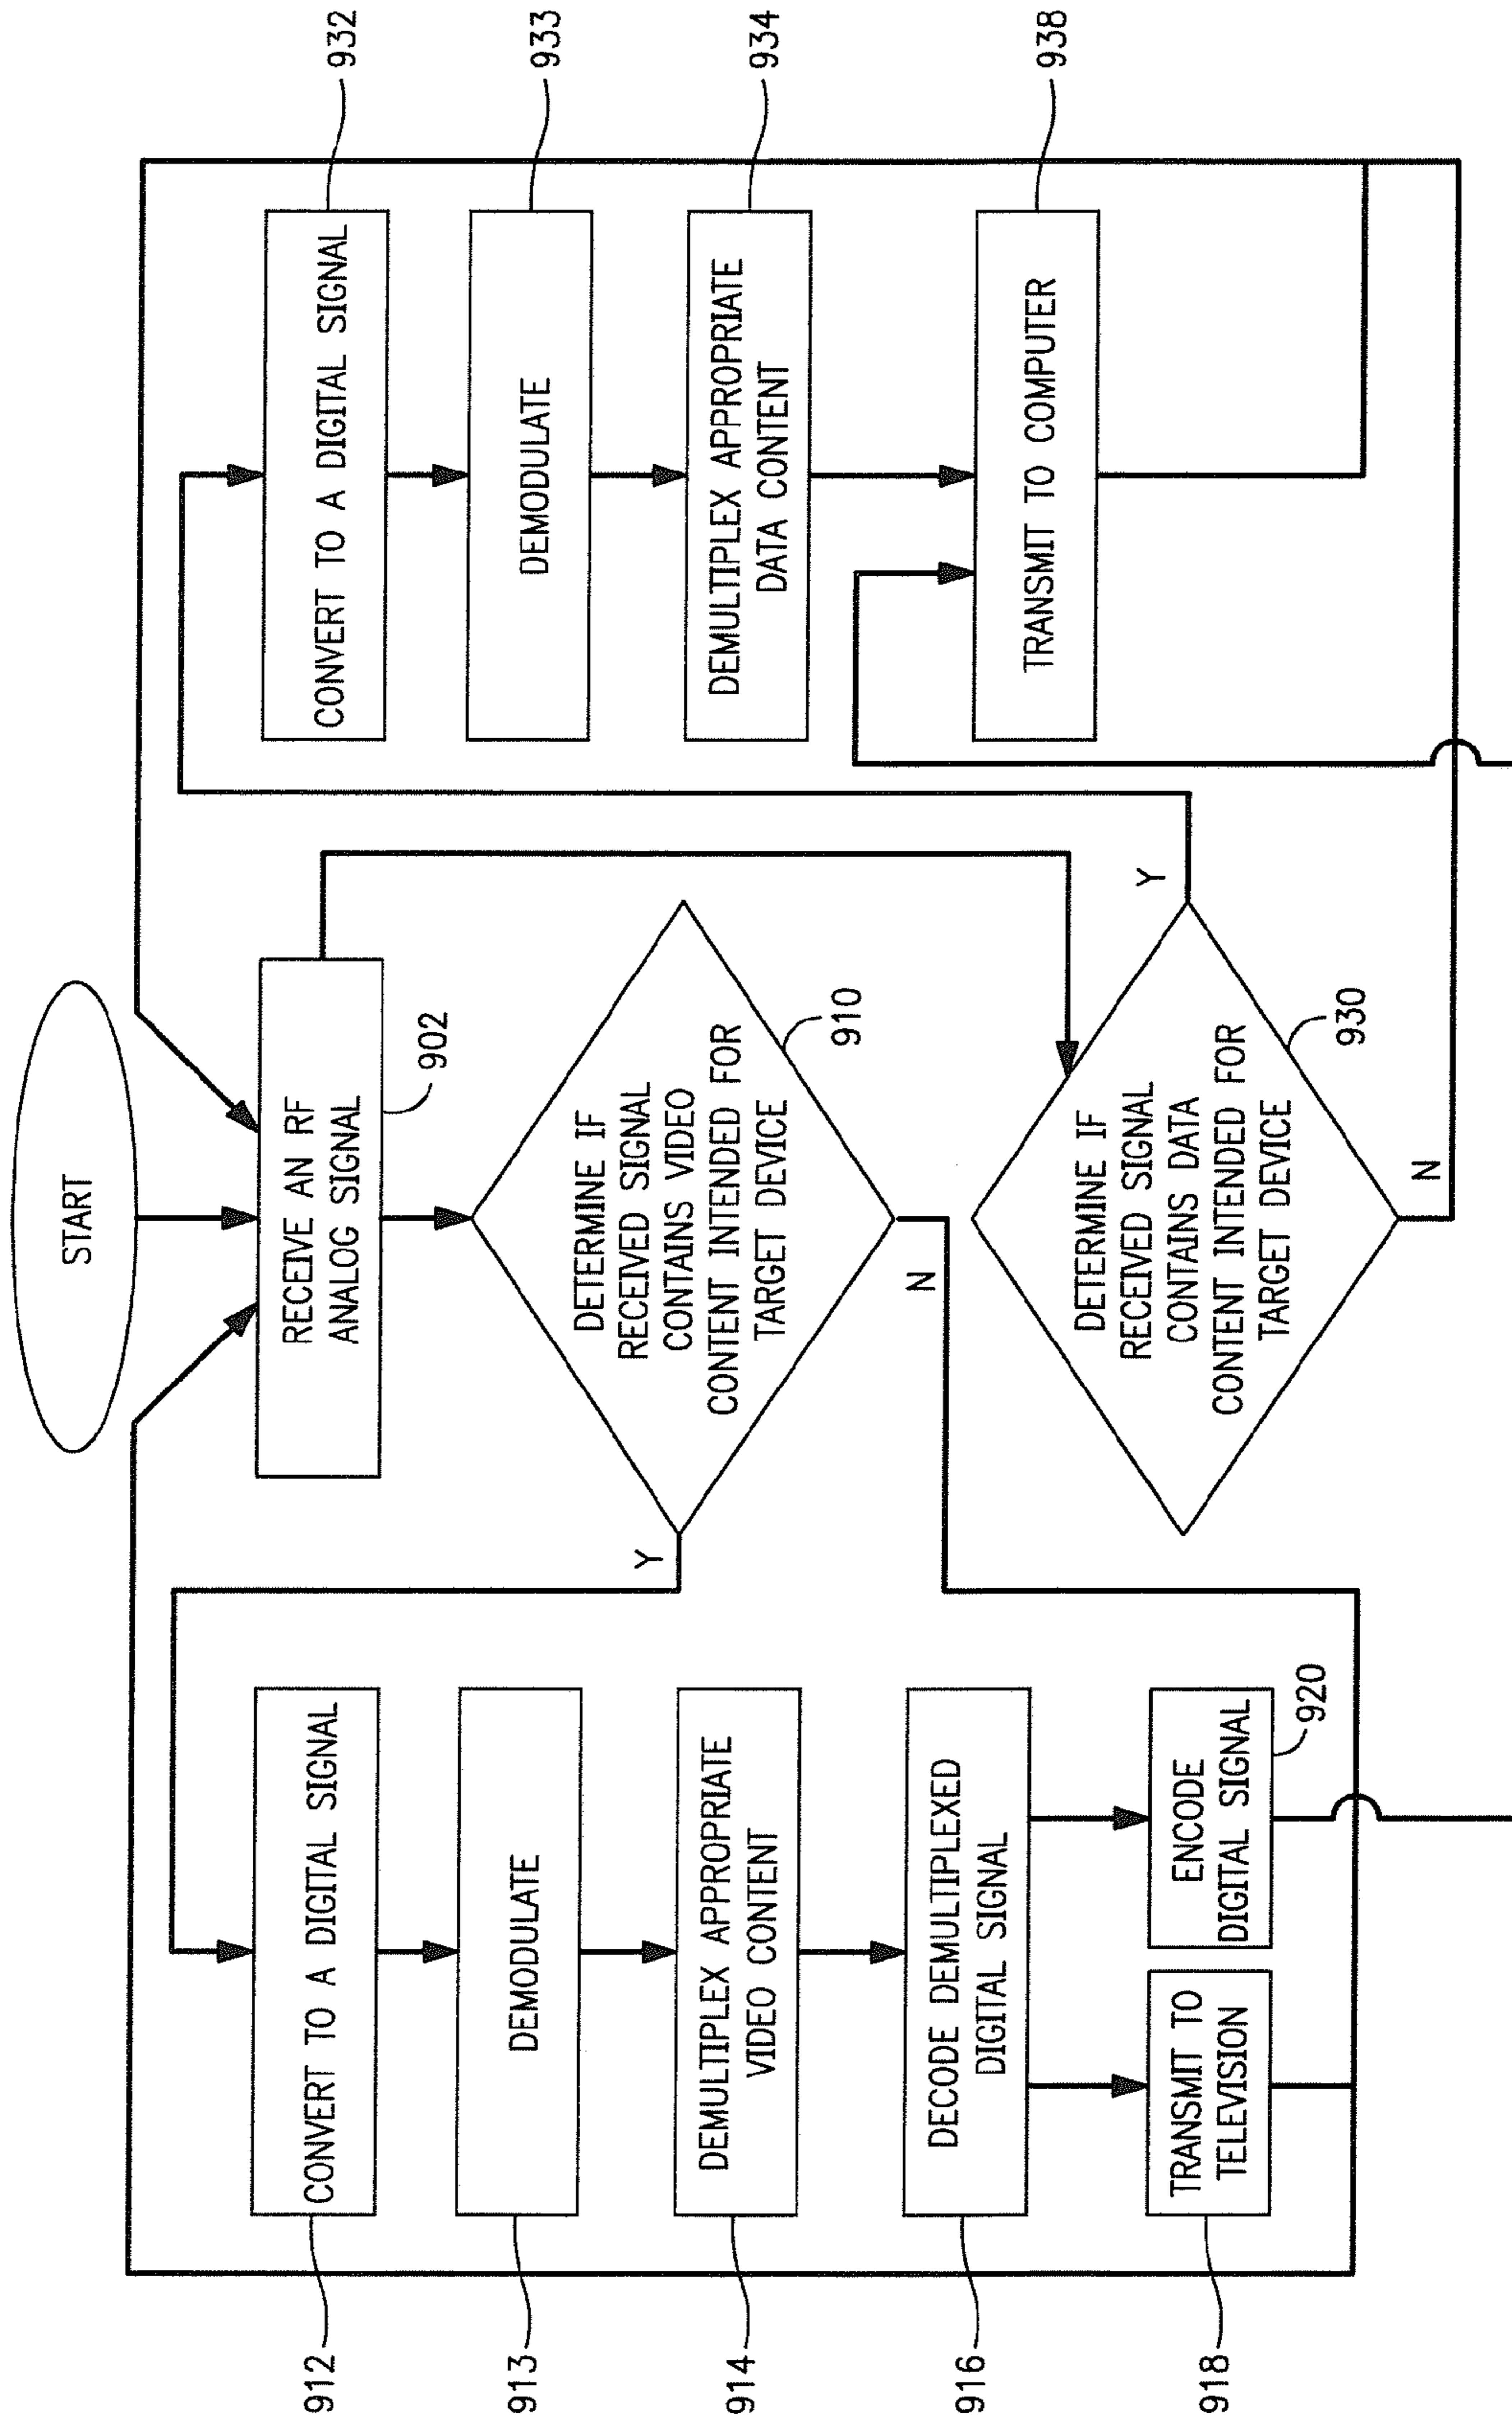 START
RECEIVE AN RF
ANALOG SIGNAL
902
DETERMINE IF
RECEIVED SIGNAL
CONTAINS VIDEO
CONTENT INTENDED FOR
TARGET DEVICE
910
Y
N
912
CONVERT TO A DIGITAL SIGNAL
913
DEMODULATE
914
DEMULTIPLEX APPROPRIATE
VIDEO CONTENT
916
DECODE DEMULTIPLEXED
DIGITAL SIGNAL
918
TRANSMIT TO
TELEVISION
ENCODE
DIGITAL SIGNAL
920
DETERMINE IF
RECEIVED SIGNAL
CONTAINS DATA
CONTENT INTENDED FOR
TARGET DEVICE
930
Y
N
CONVERT TO A DIGITAL SIGNAL
932
DEMODULATE
933
DEMULTIPLEX APPROPRIATE
DATA CONTENT
934
TRANSMIT TO COMPUTER
938